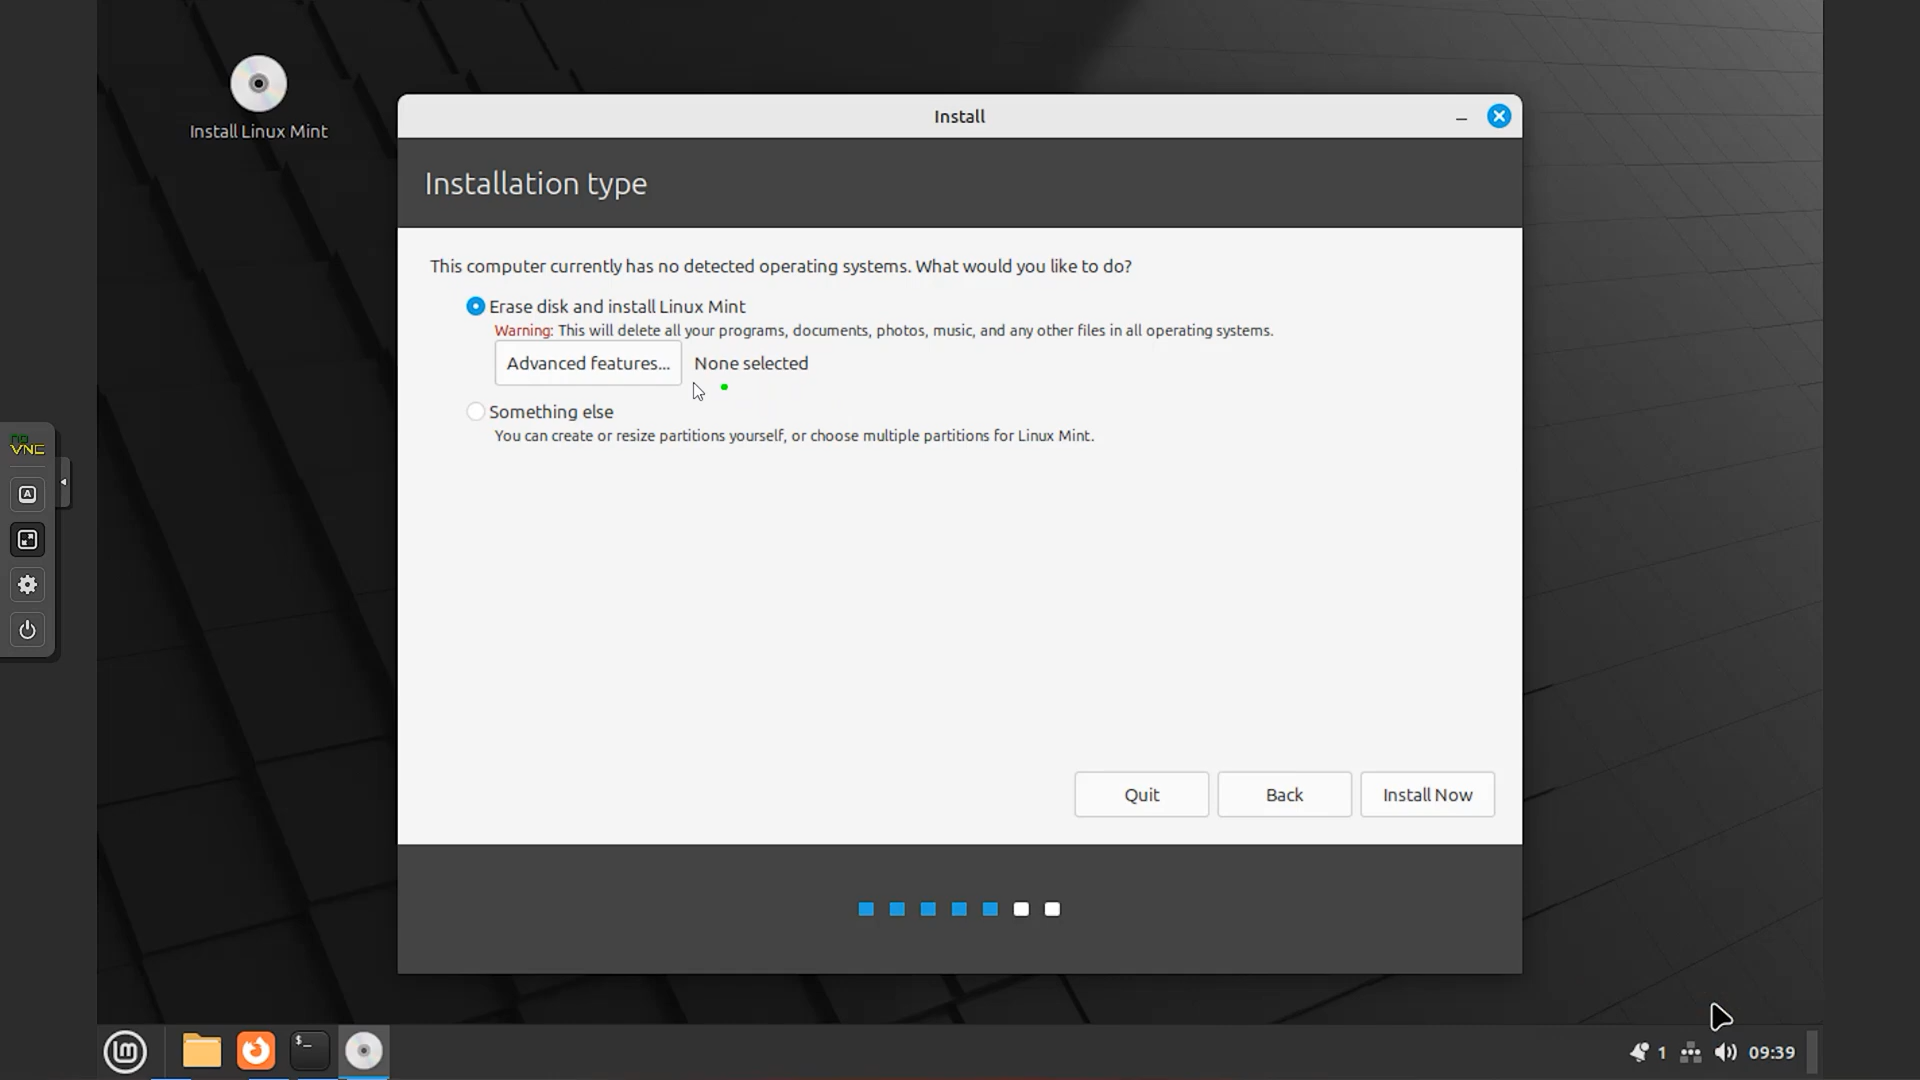 Install Linux Mint
Install
Installation type
This computer currently has no detected operating systems. What would you like to do?
Erase disk and install Linux Mint
Warning: This will delete all your programs, documents, photos, music, and any other files in all operating systems.
Advanced features... None selected
Something else
You can create or resize partitions yourself, or choose multiple partitions for Linux Mint.
no
VNC
A
Quit Back Install Now
$_
1 09:39